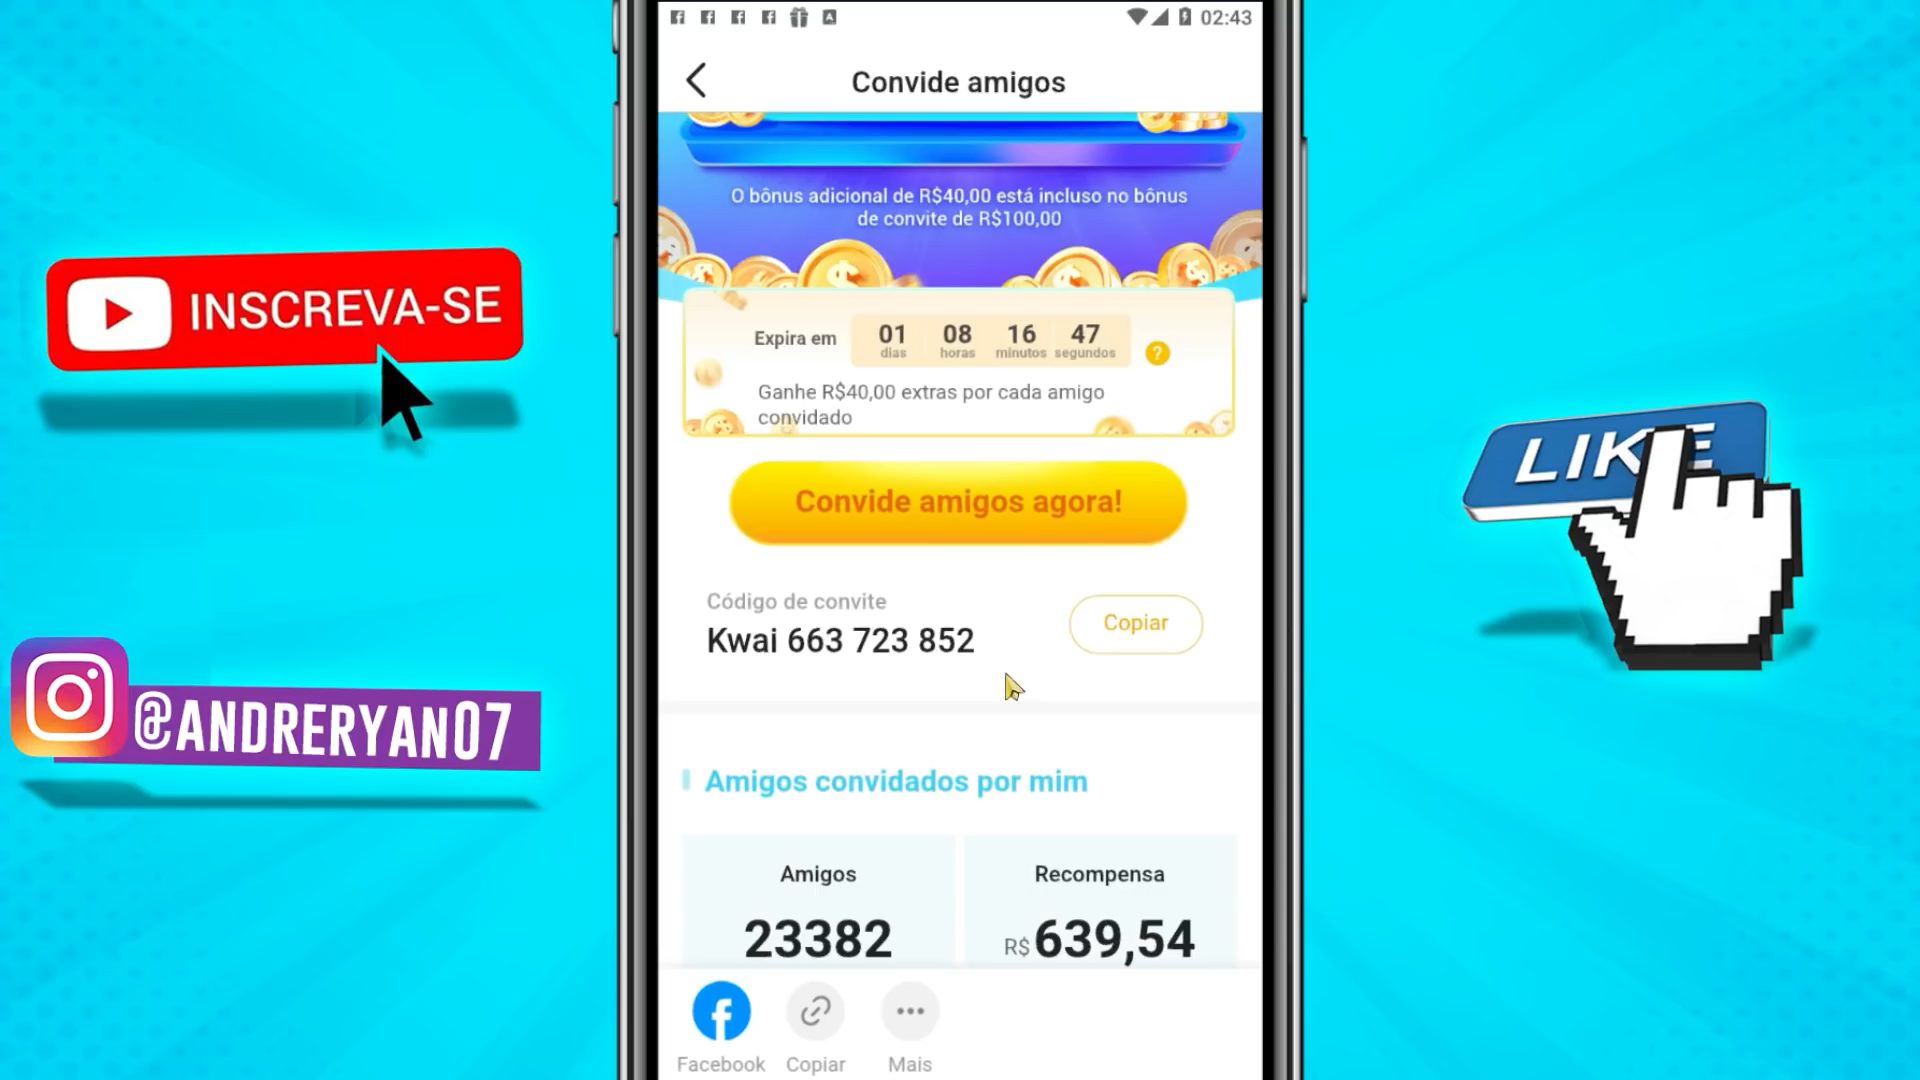 02:43
Convide amigos
O bônus adicional de R$40,00 está incluso no bônus
de convite de R$100,00
Expira em
01 08 16 47
dias horas minutos segundos
?
Ganhe R$40,00 extras por cada amigo
convidado
Convide amigos agora!
Código de convite
Kwai 663 723 852
Copiar
Amigos convidados por mim
Amigos
Recompensa
23382
R$ 639,54
Facebook
Copiar
Mais
INSCREVA-SE
@ANDRERYAN07
LIKE